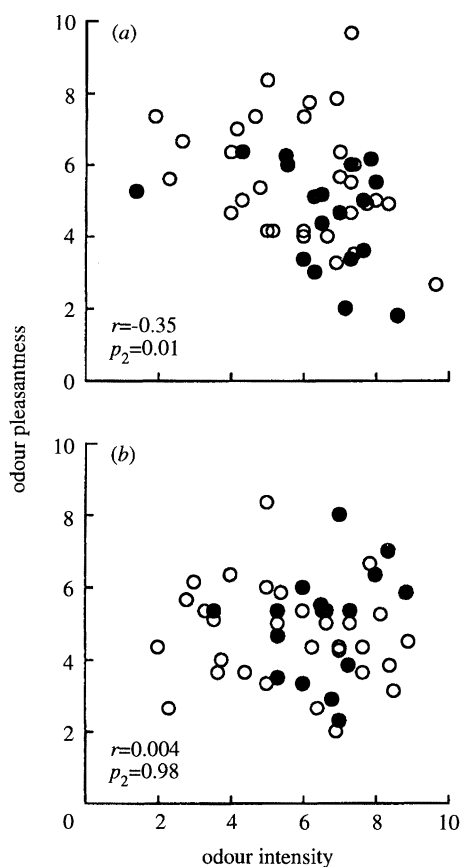 10
(a)
8
6
4
2
r=-0.35
p2=0.01
0
odour pleasantness
10
(b)
8
6
4
2
r=0.004
p2=0.98
0 2 4 6 8 10
odour intensity